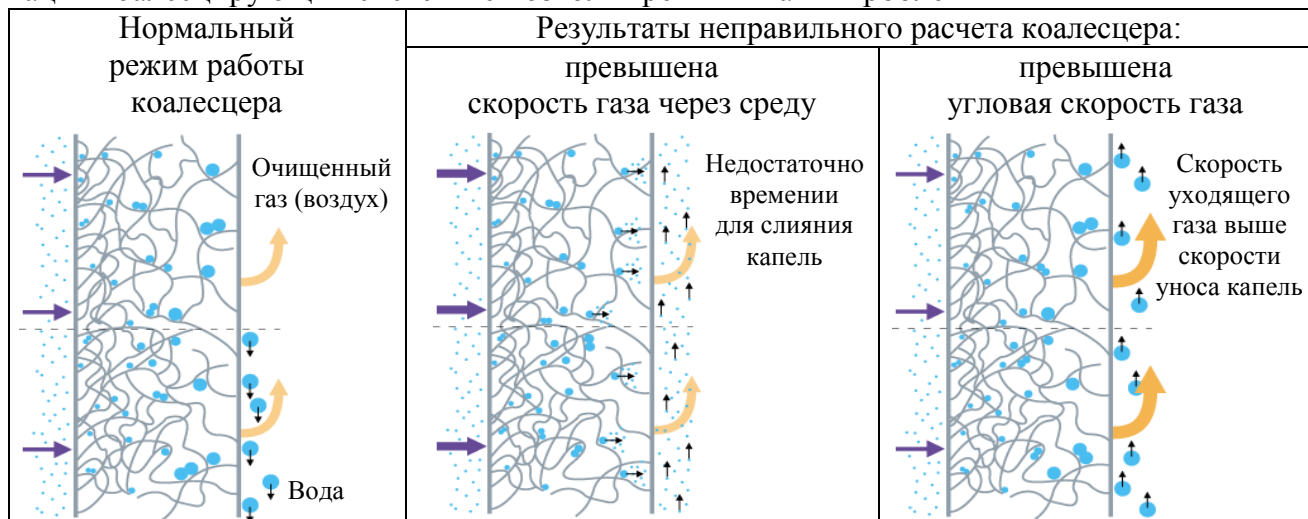 Нормальный
режим работы
коалесцера
Результаты неправильного расчета коалесцера:
превышена
скорость газа через среду
превышена
угловая скорость газа
Очищенный
газ (воздух)
Вода
Недостаточно
времении
для слияния
капель
Скорость
уходящего
газа выше
скорости
уноса капель